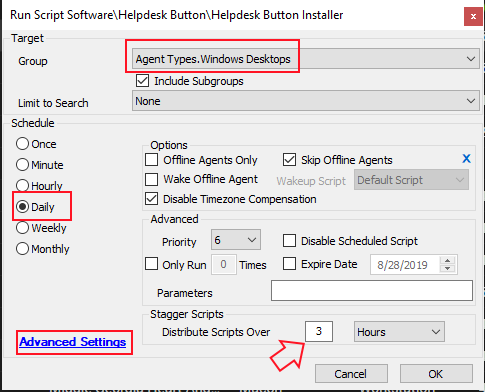 Run Script Software\Helpdesk Button\Helpdesk Button Installer
x
Target
Group
Agent Types.Windows Desktops
Include Subgroups
Limit to Search
None
Schedule
Once
Minute
Hourly
Daily
Weekly
Monthly
Options
Offline Agents Only
Skip Offline Agents
X
Wake Offline Agent
Wakeup Script
Default Script
Disable Timezone Compensation
Advanced
Priority
6
Disable Scheduled Script
Only Run
0
Times
Expire Date
8/28/2019
Parameters
Stagger Scripts
Distribute Scripts Over
3
Hours
Advanced Settings
Cancel
OK